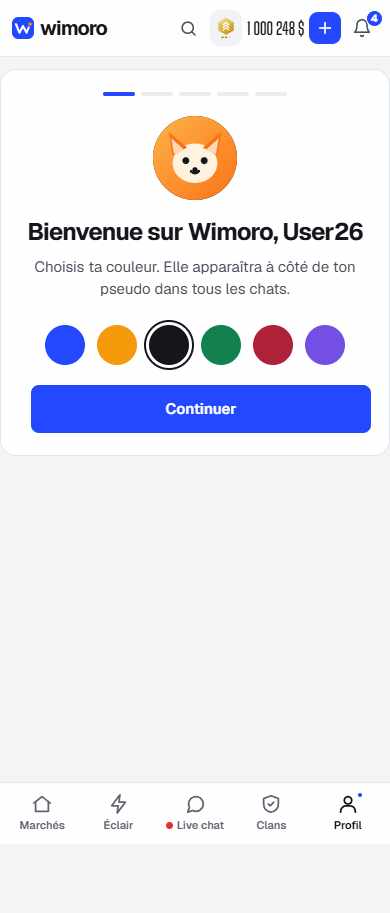 wimoro
1 000 248 $
4
Bienvenue sur Wimoro, User26
Choisis ta couleur. Elle apparaîtra à côté de ton
pseudo dans tous les chats.
Continuer
Marchés
Éclair
Live chat
Clans
Profil